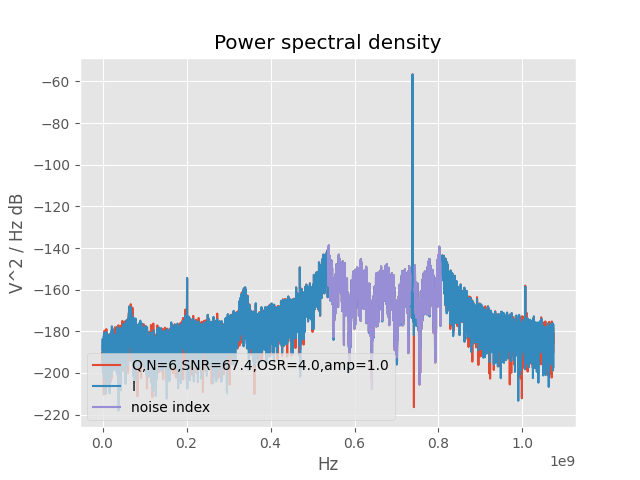 Power spectral density
V^2 / Hz dB
−60
−80
−100
−120
−140
−160
−180
−200
−220
Q,N=6,SNR=67.4,OSR=4.0,amp=1.0
I
noise index
0.0 0.2 0.4 0.6 0.8 1.0
1e9
Hz